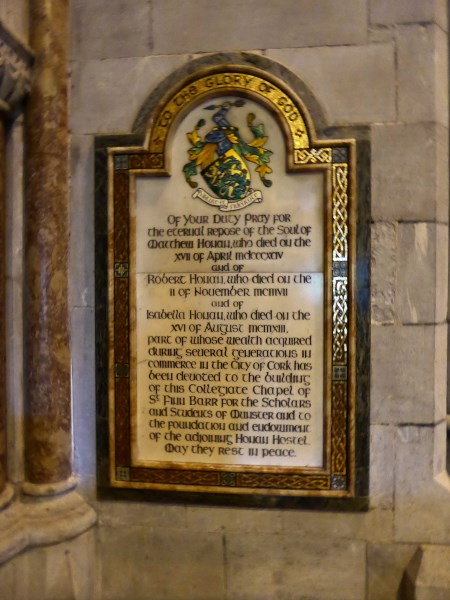 TO THE GLORY OF GOD
Of Your Duty Pray for
the eternal repose of the Soul of
Matthew Honan, who died on the
XVII of April MDCCCXCIV
and of
Robert Honan, who died on the
II of November MCMVII
and of
Isabella Honan, who died on the
XVI of August MCMXIII,
part of whose wealth acquired
during several generations in
commerce in the City of Cork has
been devoted to the building
of this Collegiate Chapel of
St Finn Barr for the Scholars
and Students of Munster and to
the foundation and endowment
of the adjoining Honan Hostel.
May they rest in peace.